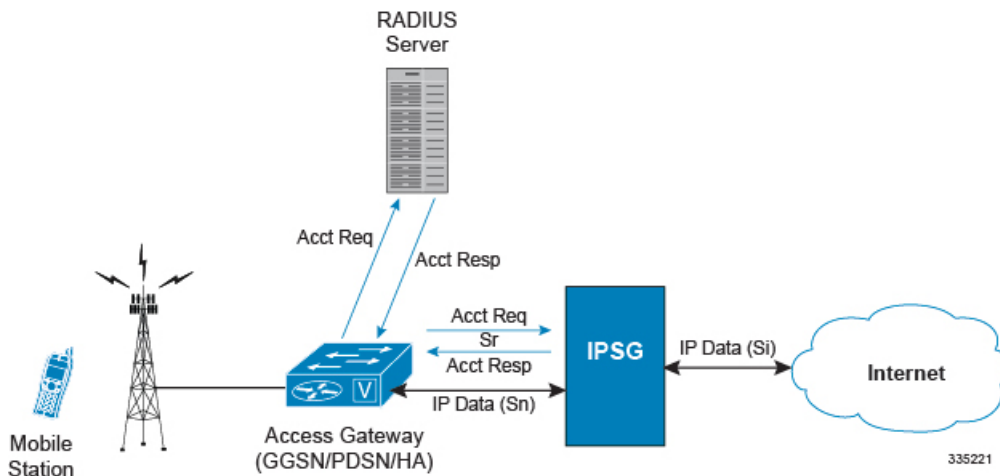 RADIUS
Server
Acct Req
Acct Resp
Acct Req
Sr
Acct Resp
IP Data (Sn)
IPSG
IP Data (Si)
Internet
V
Mobile
Station
Access Gateway
(GGSN/PDSN/HA)
335221